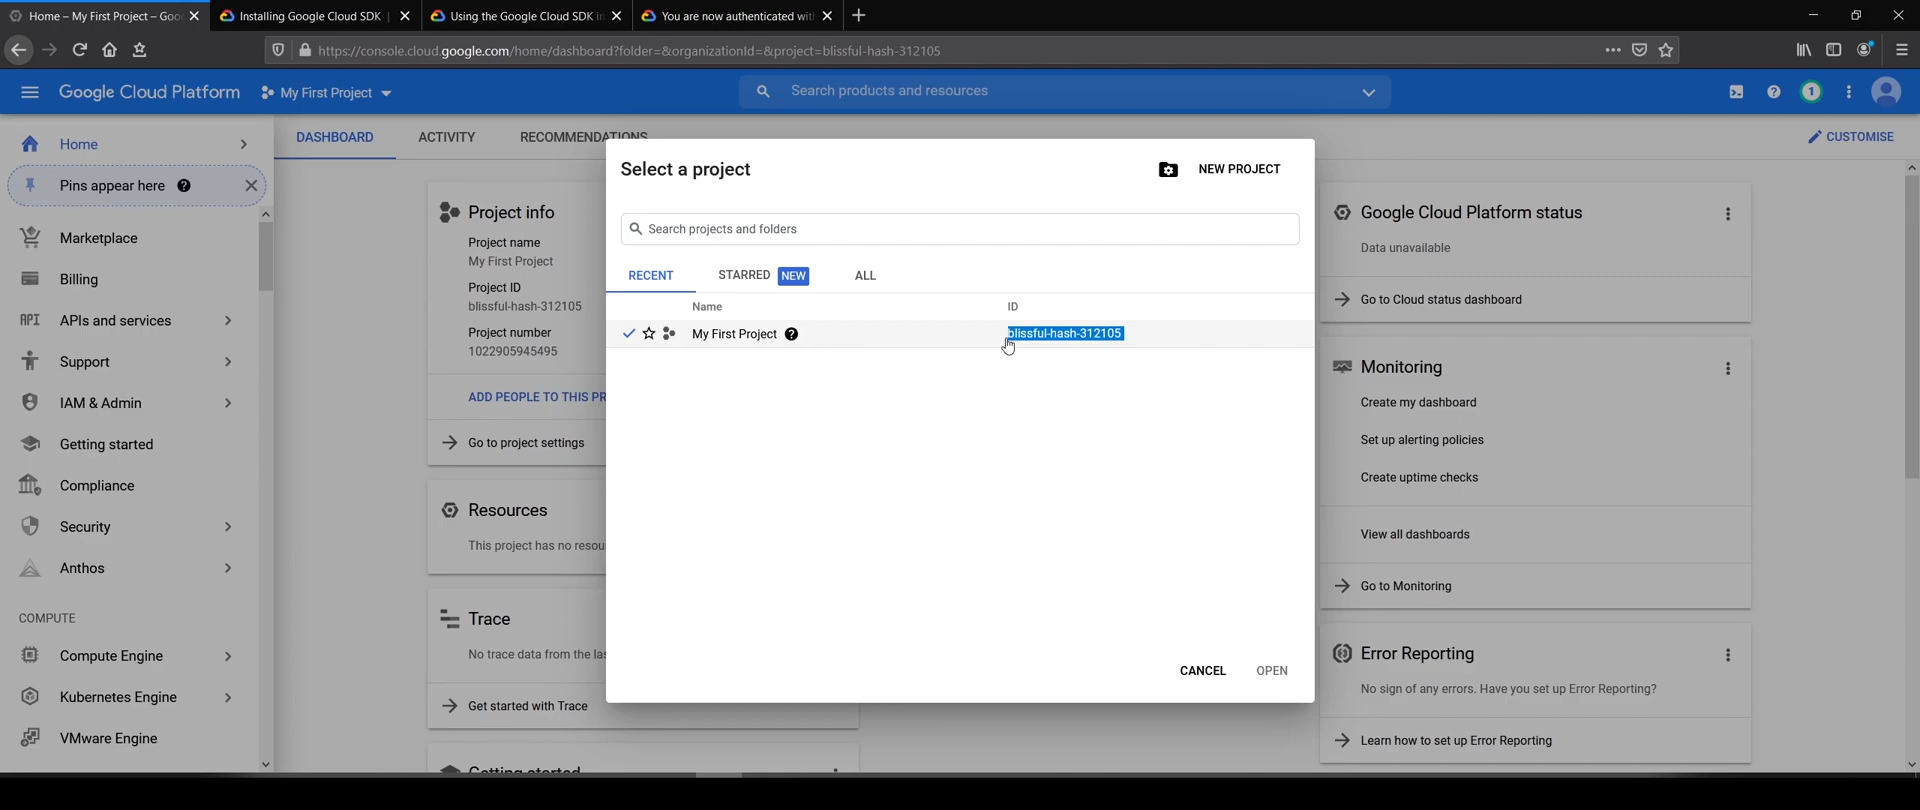 Home – My First Project – Goo
Installing Google Cloud SDK
Using the Google Cloud SDK in
You are now authenticated wit
https://console.cloud.google.com/home/dashboard?folder=&organizationId=&project=blissful-hash-312105
Google Cloud Platform
My First Project
Search products and resources
1
Home
DASHBOARD
ACTIVITY
RECOMMENDATIONS
CUSTOMISE
Pins appear here
Marketplace
Billing
APIs and services
Support
IAM & Admin
Getting started
Compliance
Security
Anthos
COMPUTE
Compute Engine
Kubernetes Engine
VMware Engine
Project info
Project name
My First Project
Project ID
blissful-hash-312105
Project number
1022905945495
ADD PEOPLE TO THIS PR
Go to project settings
Resources
This project has no resou
Trace
No trace data from the las
Get started with Trace
Getting started
Select a project
NEW PROJECT
Search projects and folders
RECENT
STARRED NEW
ALL
Name
ID
My First Project
blissful-hash-312105
CANCEL
OPEN
Google Cloud Platform status
Data unavailable
Go to Cloud status dashboard
Monitoring
Create my dashboard
Set up alerting policies
Create uptime checks
View all dashboards
Go to Monitoring
Error Reporting
No sign of any errors. Have you set up Error Reporting?
Learn how to set up Error Reporting